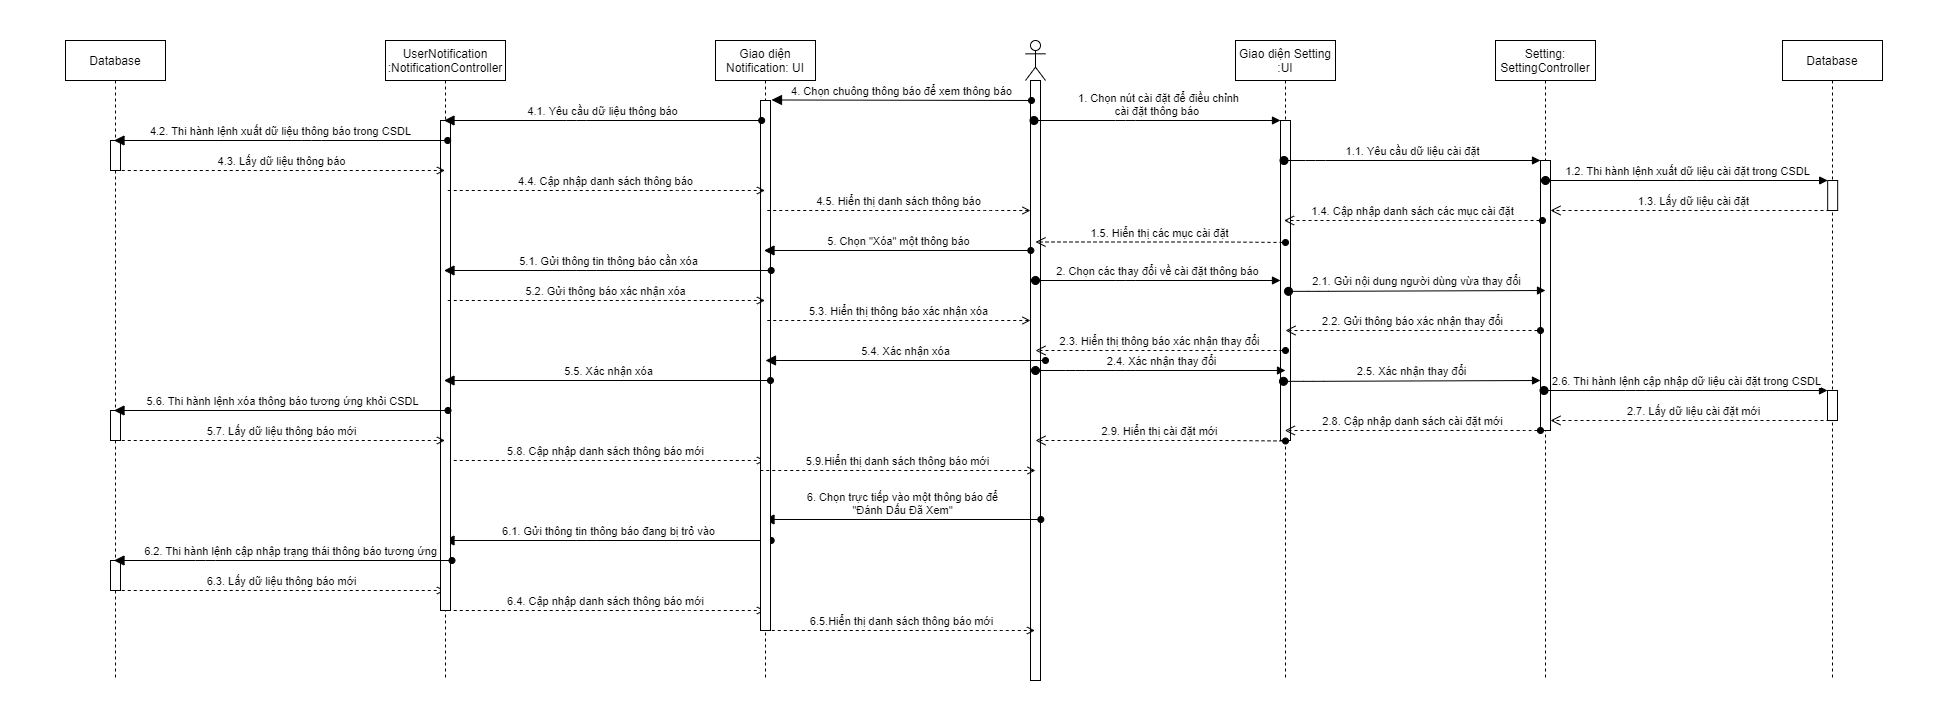 Database
UserNotification
:NotificationController
Giao diện
Notification: UI
Giao diện Setting
:UI
Setting:
SettingController
Database
4. Chọn chuông thông báo để xem thông báo
1. Chọn nút cài đặt để điều chỉnh
cài đặt thông báo
4.1. Yêu cầu dữ liệu thông báo
4.2. Thi hành lệnh xuất dữ liệu thông báo trong CSDL
1.1. Yêu cầu dữ liệu cài đặt
4.3. Lấy dữ liệu thông báo
1.2. Thi hành lệnh xuất dữ liệu cài đặt trong CSDL
4.4. Cập nhập danh sách thông báo
4.5. Hiển thị danh sách thông báo
1.3. Lấy dữ liệu cài đặt
1.4. Cập nhập danh sách các mục cài đặt
1.5. Hiển thị các mục cài đặt
5. Chọn "Xóa" một thông báo
5.1. Gửi thông tin thông báo cần xóa
2. Chọn các thay đổi về cài đặt thông báo
2.1. Gửi nội dung người dùng vừa thay đổi
5.2. Gửi thông báo xác nhận xóa
5.3. Hiển thị thông báo xác nhận xóa
2.2. Gửi thông báo xác nhận thay đổi
2.3. Hiển thị thông báo xác nhận thay đổi
5.4. Xác nhận xóa
2.4. Xác nhận thay đổi
5.5. Xác nhận xóa
2.5. Xác nhận thay đổi
2.6. Thi hành lệnh cập nhập dữ liệu cài đặt trong CSDL
5.6. Thi hành lệnh xóa thông báo tương ứng khỏi CSDL
2.7. Lấy dữ liệu cài đặt mới
2.8. Cập nhập danh sách cài đặt mới
5.7. Lấy dữ liệu thông báo mới
2.9. Hiển thị cài đặt mới
5.8. Cập nhập danh sách thông báo mới
5.9.Hiển thị danh sách thông báo mới
6. Chọn trực tiếp vào một thông báo để
"Đánh Dấu Đã Xem"
6.1. Gửi thông tin thông báo đang bị trỏ vào
6.2. Thi hành lệnh cập nhập trạng thái thông báo tương ứng
6.3. Lấy dữ liệu thông báo mới
6.4. Cập nhập danh sách thông báo mới
6.5.Hiển thị danh sách thông báo mới